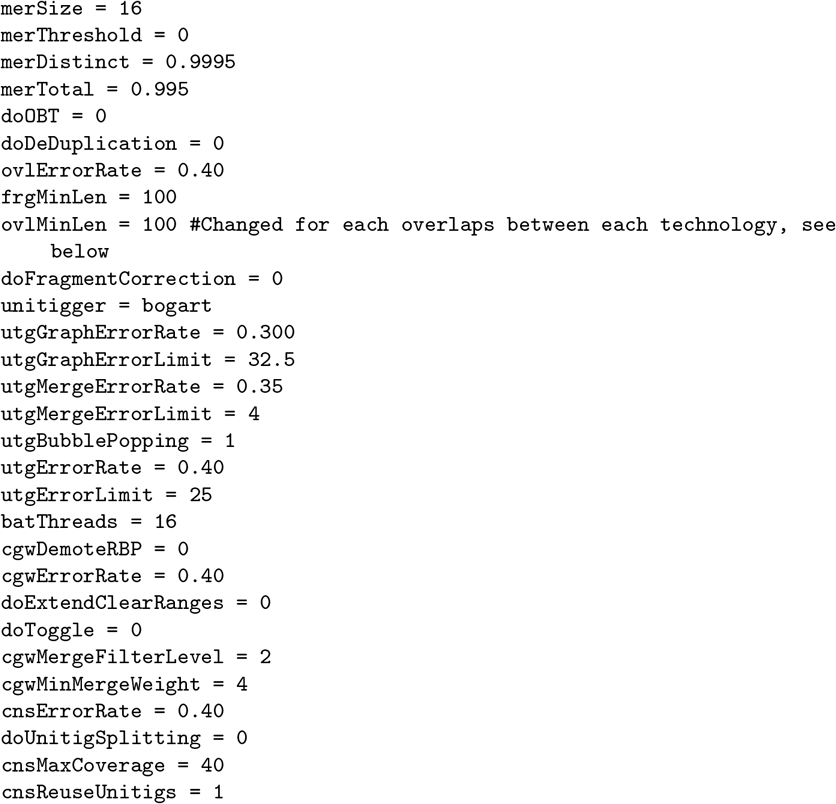 merSize = 16
merThreshold = 0
merDistinct = 0.9995
merTotal = 0.995
doOBT = 0
doDeDuplication = 0
ovlErrorRate = 0.40
frgMinLen = 100
ovlMinLen = 100 #Changed for each overlaps between each technology, see
below
doFragmentCorrection = 0
unitigger = bogart
utgGraphErrorRate = 0.300
utgGraphErrorLimit = 32.5
utgMergeErrorRate = 0.35
utgMergeErrorLimit = 4
utgBubblePopping = 1
utgErrorRate = 0.40
utgErrorLimit = 25
batThreads = 16
cgwDemoteRBP = 0
cgwErrorRate = 0.40
doExtendClearRanges = 0
doToggle = 0
cgwMergeFilterLevel = 2
cgwMinMergeWeight = 4
cnsErrorRate = 0.40
doUnitigSplitting = 0
cnsMaxCoverage = 40
cnsReuseUnitigs = 1